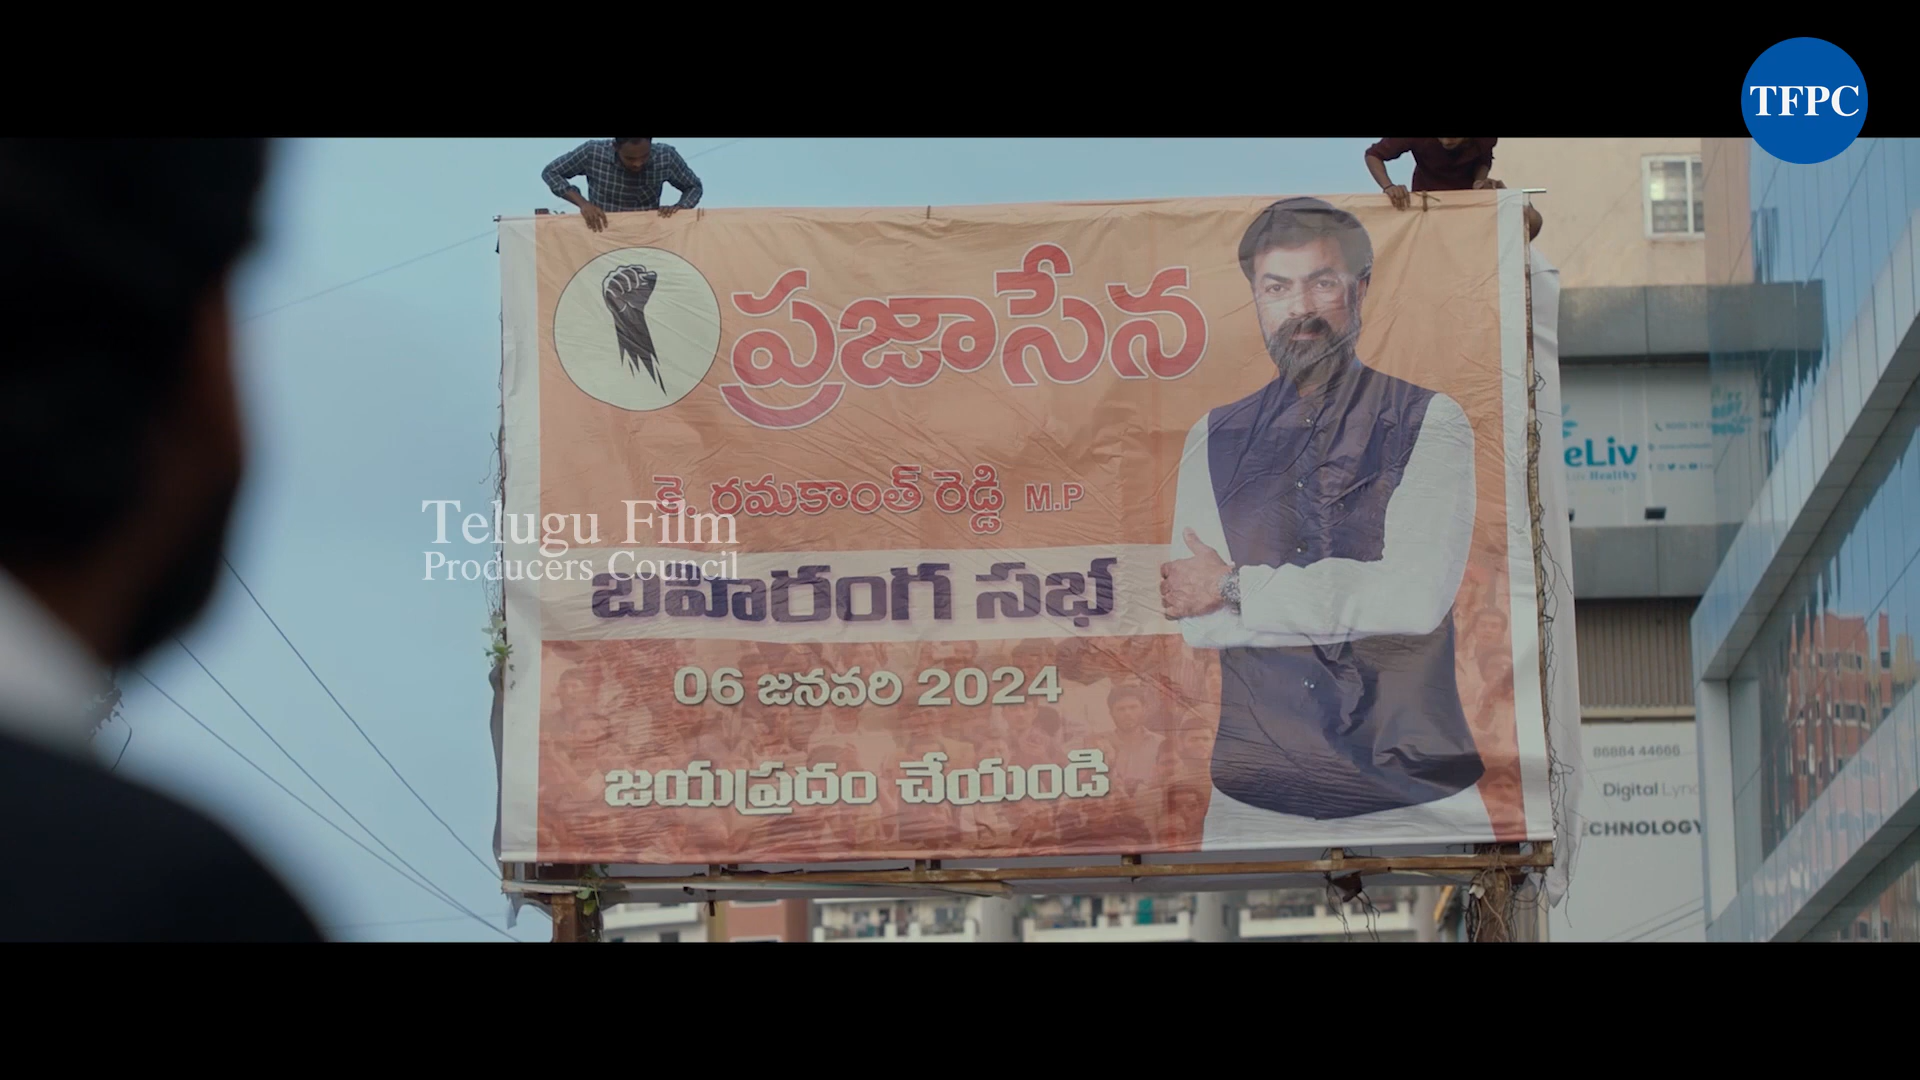 TFPC
ప్రజాసేన
కె. రమకాంత్ రెడ్డి M.P
Telugu Film
Producers Council
బహిరంగ సభ
06 జనవరి 2024
జయప్రదం చేయండి
eLiv
Healthy
86884 44666
Digital
ECHNOLOGY